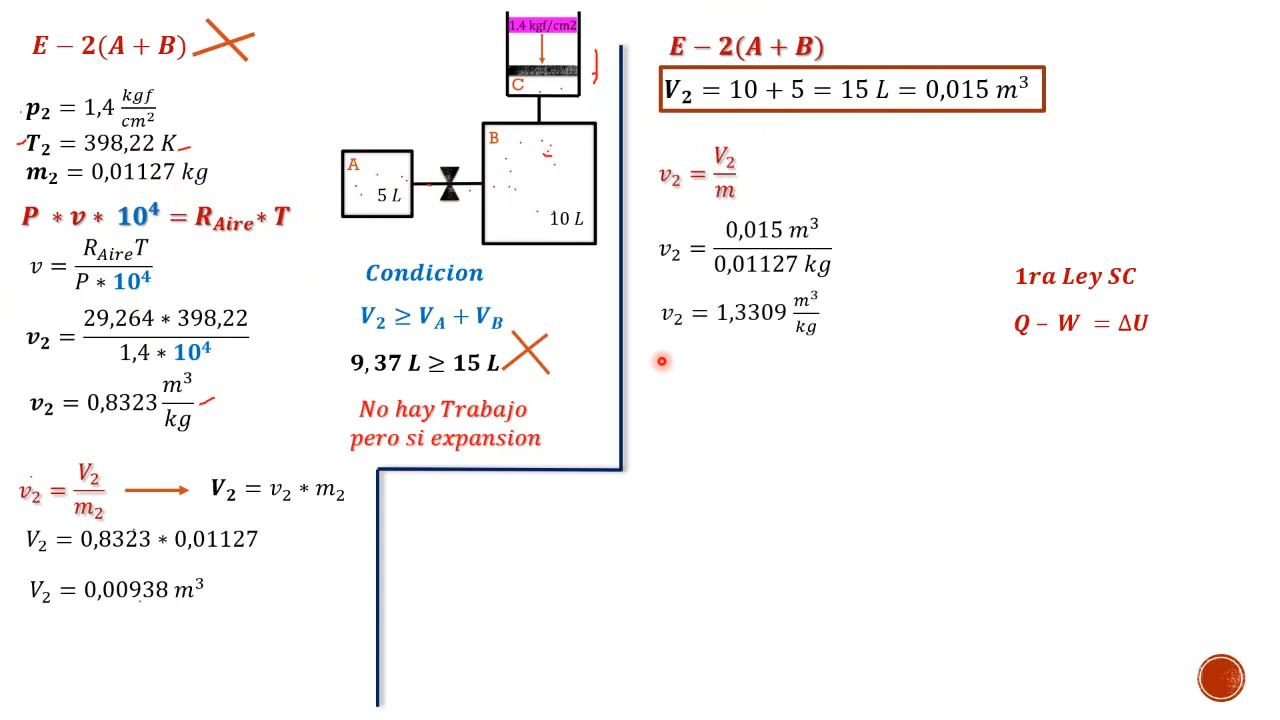 E − 2(A + B)
p₂ = 1,4 kgf/cm²
T₂ = 398,22 K
m₂ = 0,01127 kg
P * v * 10⁴ = R_Aire * T
v = R_Aire T / P * 10⁴
v₂ = 29,264 * 398,22 / 1,4 * 10⁴
v₂ = 0,8323 m³/kg
v₂ = V₂/m₂ → V₂ = v₂ * m₂
V₂ = 0,8323 * 0,01127
V₂ = 0,00938 m³
1,4 kgf/cm2
C
B
A
5 L
10 L
Condicion
V₂ ≥ V_A + V_B
9,37 L ≥ 15 L
No hay Trabajo
pero si expansion
E − 2(A + B)
V₂ = 10 + 5 = 15 L = 0,015 m³
v₂ = V₂/m
v₂ = 0,015 m³ / 0,01127 kg
v₂ = 1,3309 m³/kg
1ra Ley SC
Q – W = ΔU